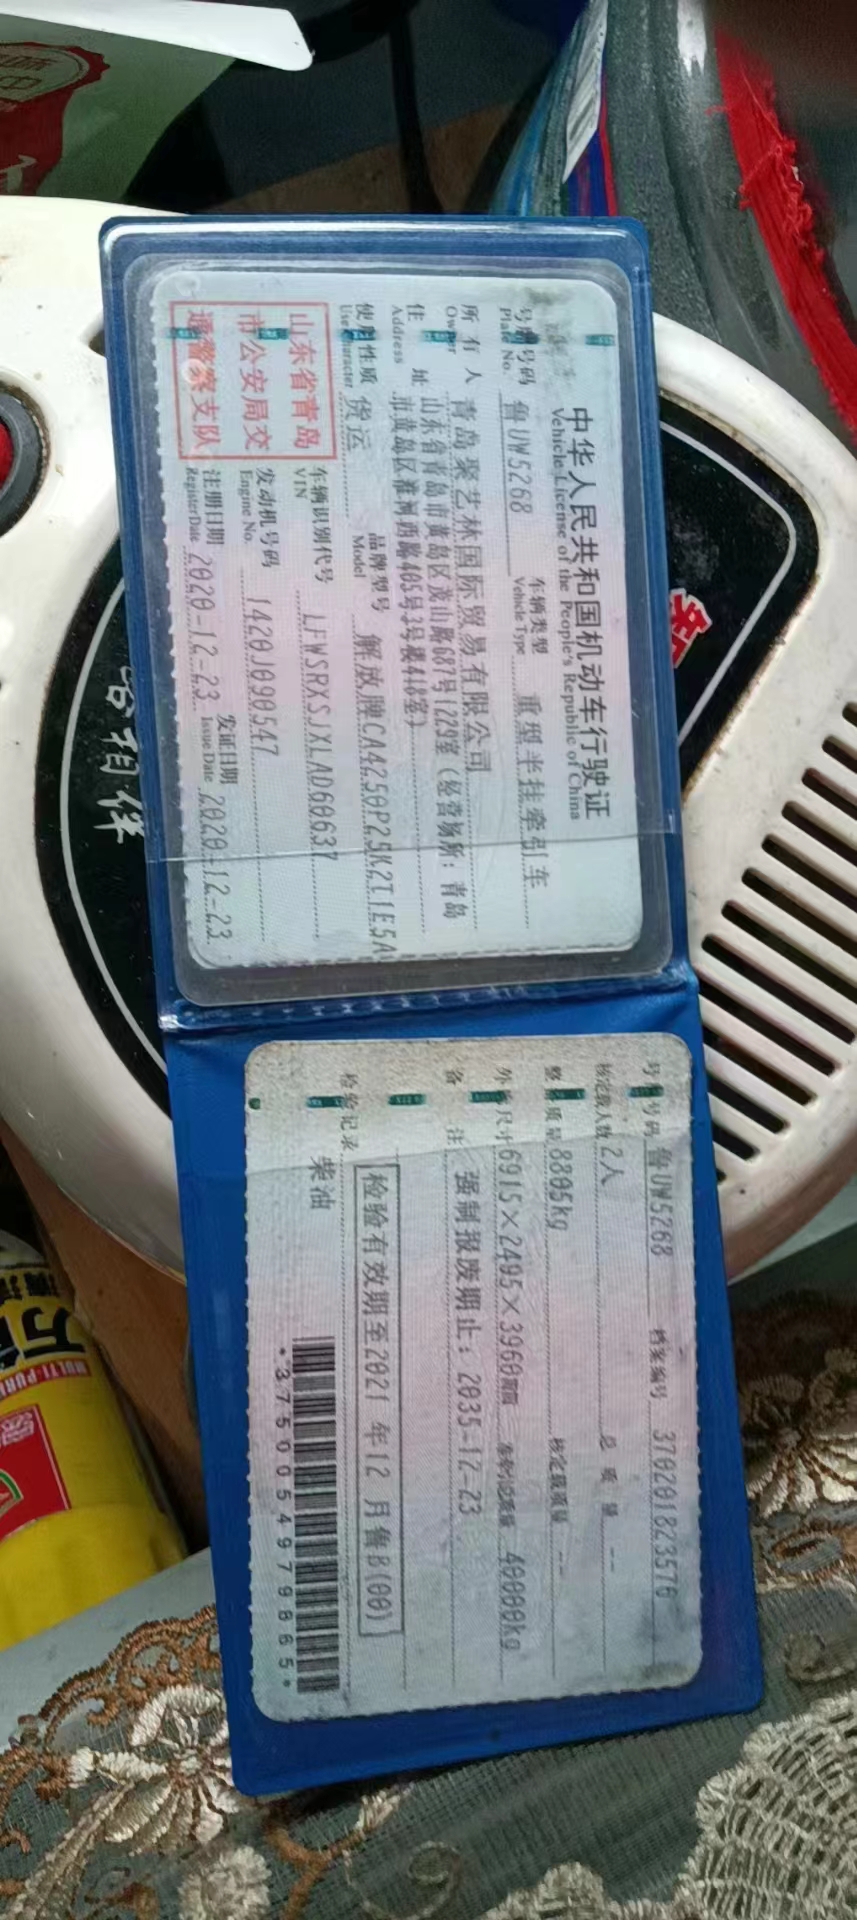 中华人民共和国机动车行驶证
Vehicle License of the People's Republic of China
号牌号码 鲁UW5268 车辆类型 重型半挂牵引车
Plate No. Vehicle Type
所有人 青岛聚艺林国际贸易有限公司
Owner
住址 山东省青岛市黄岛区茂山路687号1229室(经营场所:青岛
Address 市黄岛区淮河西路405号3号楼418室)
使用性质 货运 品牌型号 解放牌CA4250P25K2T1E5A
Use Character Model
山东省青岛
市公安局交
通警察支队
车辆识别代号 LFWSRXSJXLAD60637
VIN
发动机号码 1420J090547
Engine No.
注册日期 2020-12-23 发证日期 2020-12-23
Register Date Issue Date
号牌号码 鲁UW5268 档案编号 370201823570
核定载人数 2人 总质量 --
整备质量 8805kg 核定载质量 --
外廓尺寸 6915×2495×3960mm 准牵引总质量 40000kg
备注 强制报废期止:2035-12-23
检验有效期至2021年12月鲁B(00)
检验记录
柴油
*3750054979865*
哈相伴
MULTI-PUR
万